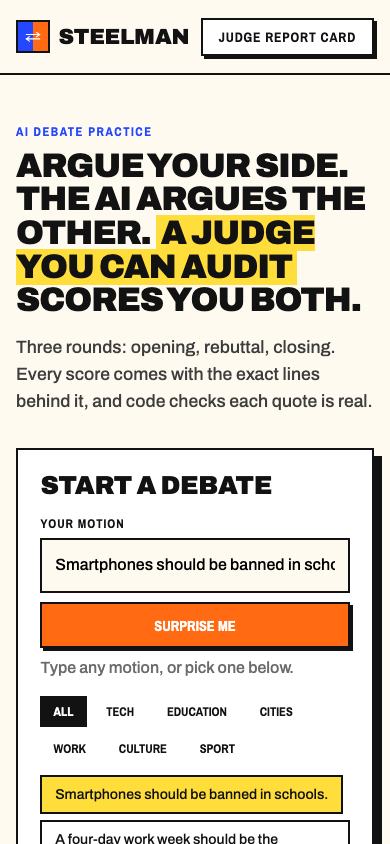 STEELMAN
JUDGE REPORT CARD
AI DEBATE PRACTICE
ARGUE YOUR SIDE.
THE AI ARGUES THE
OTHER. A JUDGE
YOU CAN AUDIT
SCORES YOU BOTH.
Three rounds: opening, rebuttal, closing.
Every score comes with the exact lines
behind it, and code checks each quote is real.
START A DEBATE
YOUR MOTION
Smartphones should be banned in scho
SURPRISE ME
Type any motion, or pick one below.
ALL TECH EDUCATION CITIES
WORK CULTURE SPORT
Smartphones should be banned in schools.
A four-day work week should be the